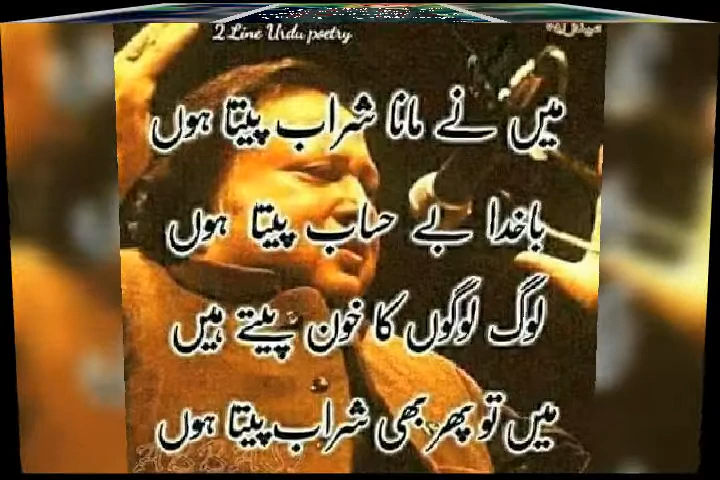 2 Line Urdu poetry
میں نے مانا شراب پیتا ہوں
باخدا بے حساب پیتا ہوں
لوگ لوگوں کا خون پیتے ہیں
میں تو پھر بھی شراب پیتا ہوں